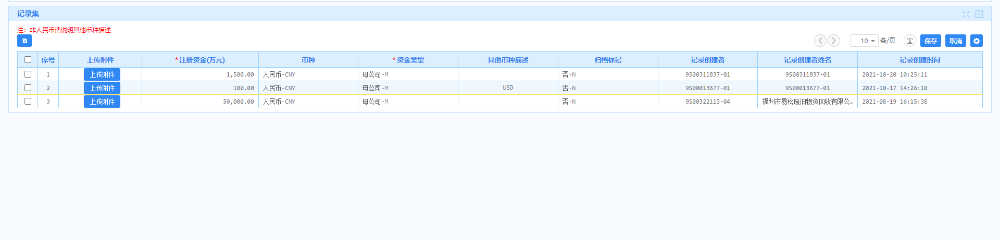 记录集
注：非人民币请说明其他币种描述
10 条/页 T 保存 取消
序号 上传附件 *注册资金(万元) 币种 *资金类型 其他币种描述 归档标记 记录创建者 记录创建者姓名 记录创建时间
1 上传附件 1,500.00 人民币-CNY 母公司-M 否-N 9S00311837-01 9S00311837-01 2021-10-20 10:25:11
2 上传附件 100.00 人民币-CNY 母公司-M USD 否-N 9S00013677-01 9S00013677-01 2021-10-17 14:26:10
3 上传附件 50,000.00 人民币-CNY 母公司-M 否-N 9S00322113-04 福州市易松废旧物资回收有限公... 2021-08-19 16:15:38